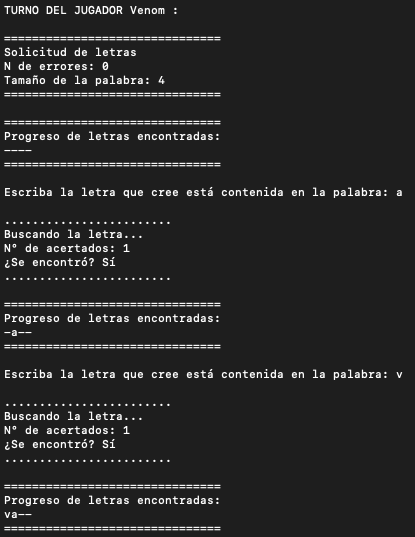 TURNO DEL JUGADOR Venom :
===============================
Solicitud de letras
N de errores: 0
Tamaño de la palabra: 4
===============================
===============================
Progreso de letras encontradas:
----
===============================
Escriba la letra que cree está contenida en la palabra: a
........................
Buscando la letra...
N° de acertados: 1
¿Se encontró? Sí
........................
===============================
Progreso de letras encontradas:
-a--
===============================
Escriba la letra que cree está contenida en la palabra: v
........................
Buscando la letra...
N° de acertados: 1
¿Se encontró? Sí
........................
===============================
Progreso de letras encontradas:
va--
===============================